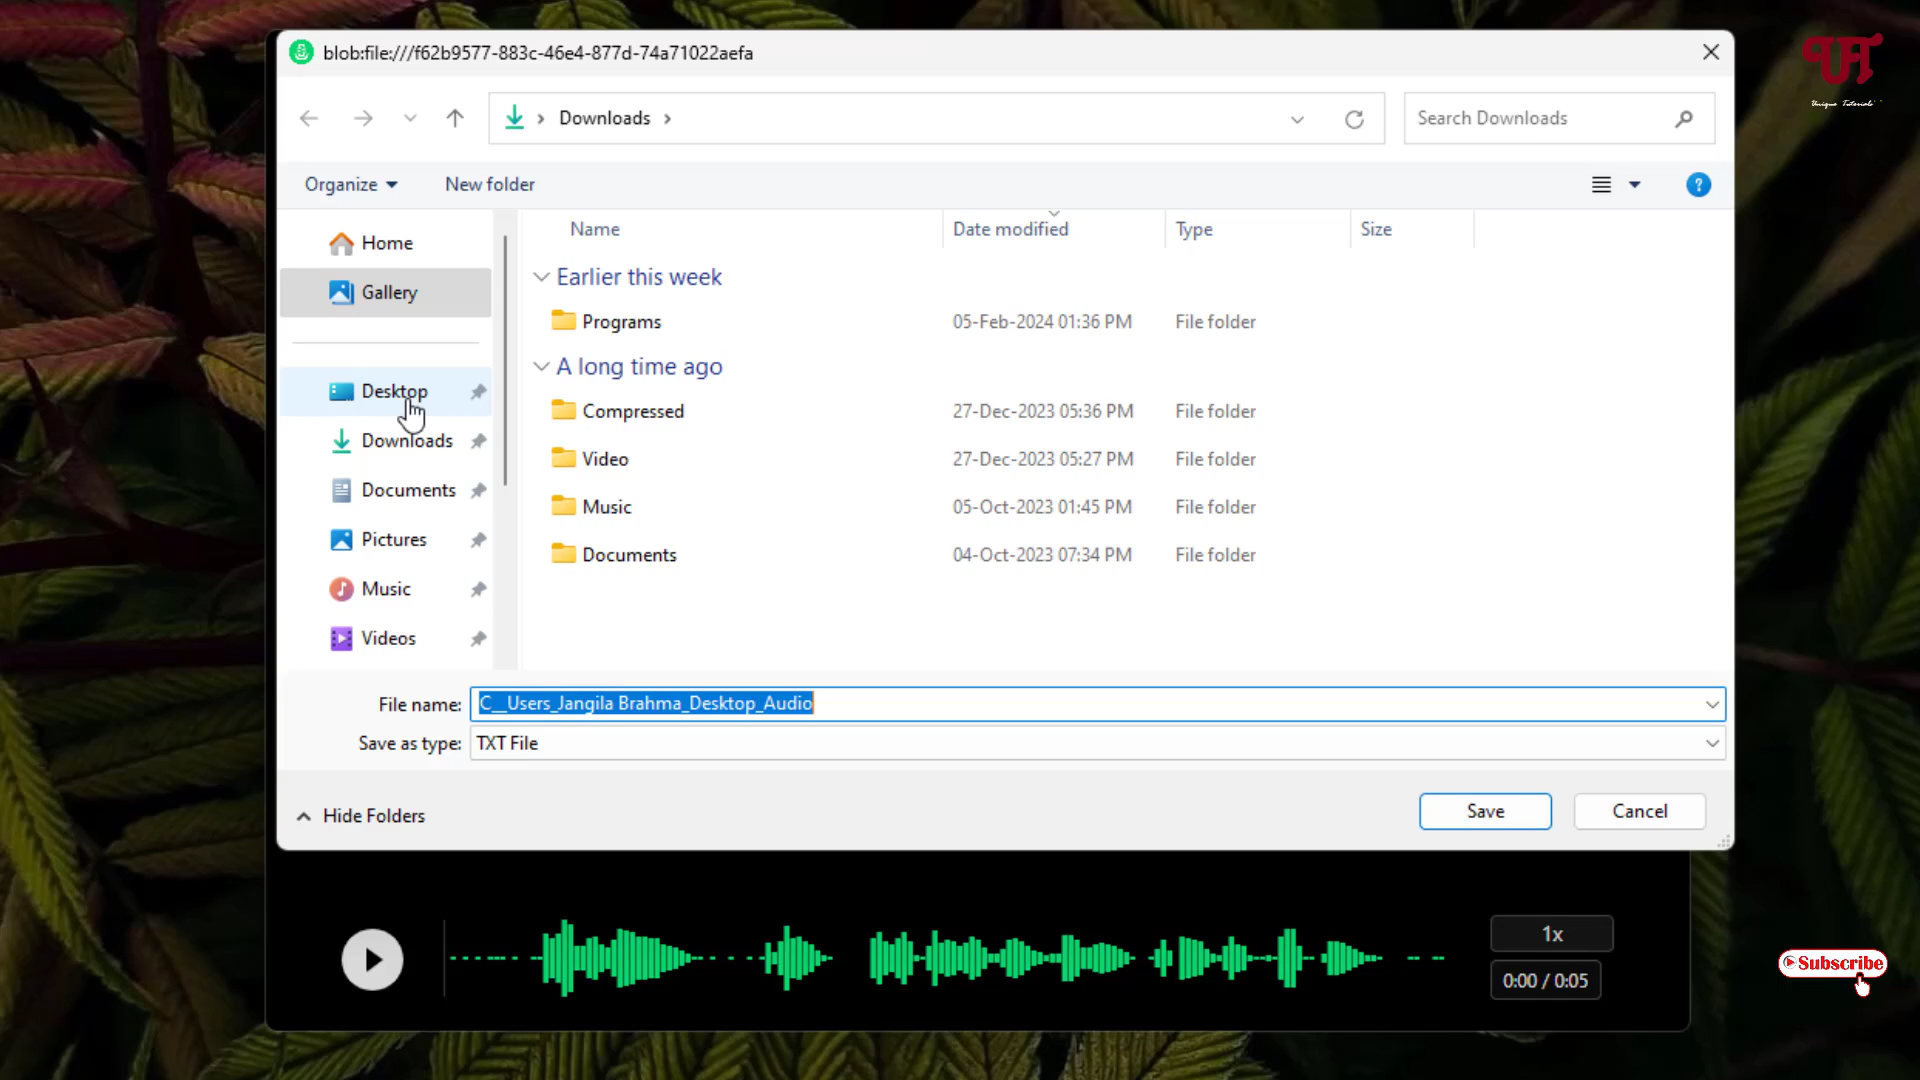 blob:file:///f62b9577-883c-46e4-877d-74a71022aefa
UT
Unique Tutorials
Downloads
Search Downloads
Organize
New folder
?
Name
Date modified
Type
Size
Home
Gallery
Desktop
Downloads
Documents
Pictures
Music
Videos
Earlier this week
Programs 05-Feb-2024 01:36 PM File folder
A long time ago
Compressed 27-Dec-2023 05:36 PM File folder
Video 27-Dec-2023 05:27 PM File folder
Music 05-Oct-2023 01:45 PM File folder
Documents 04-Oct-2023 07:34 PM File folder
File name: C__Users_Jangila Brahma_Desktop_Audio
Save as type: TXT File
Hide Folders
Save
Cancel
1x
0:00 / 0:05
Subscribe